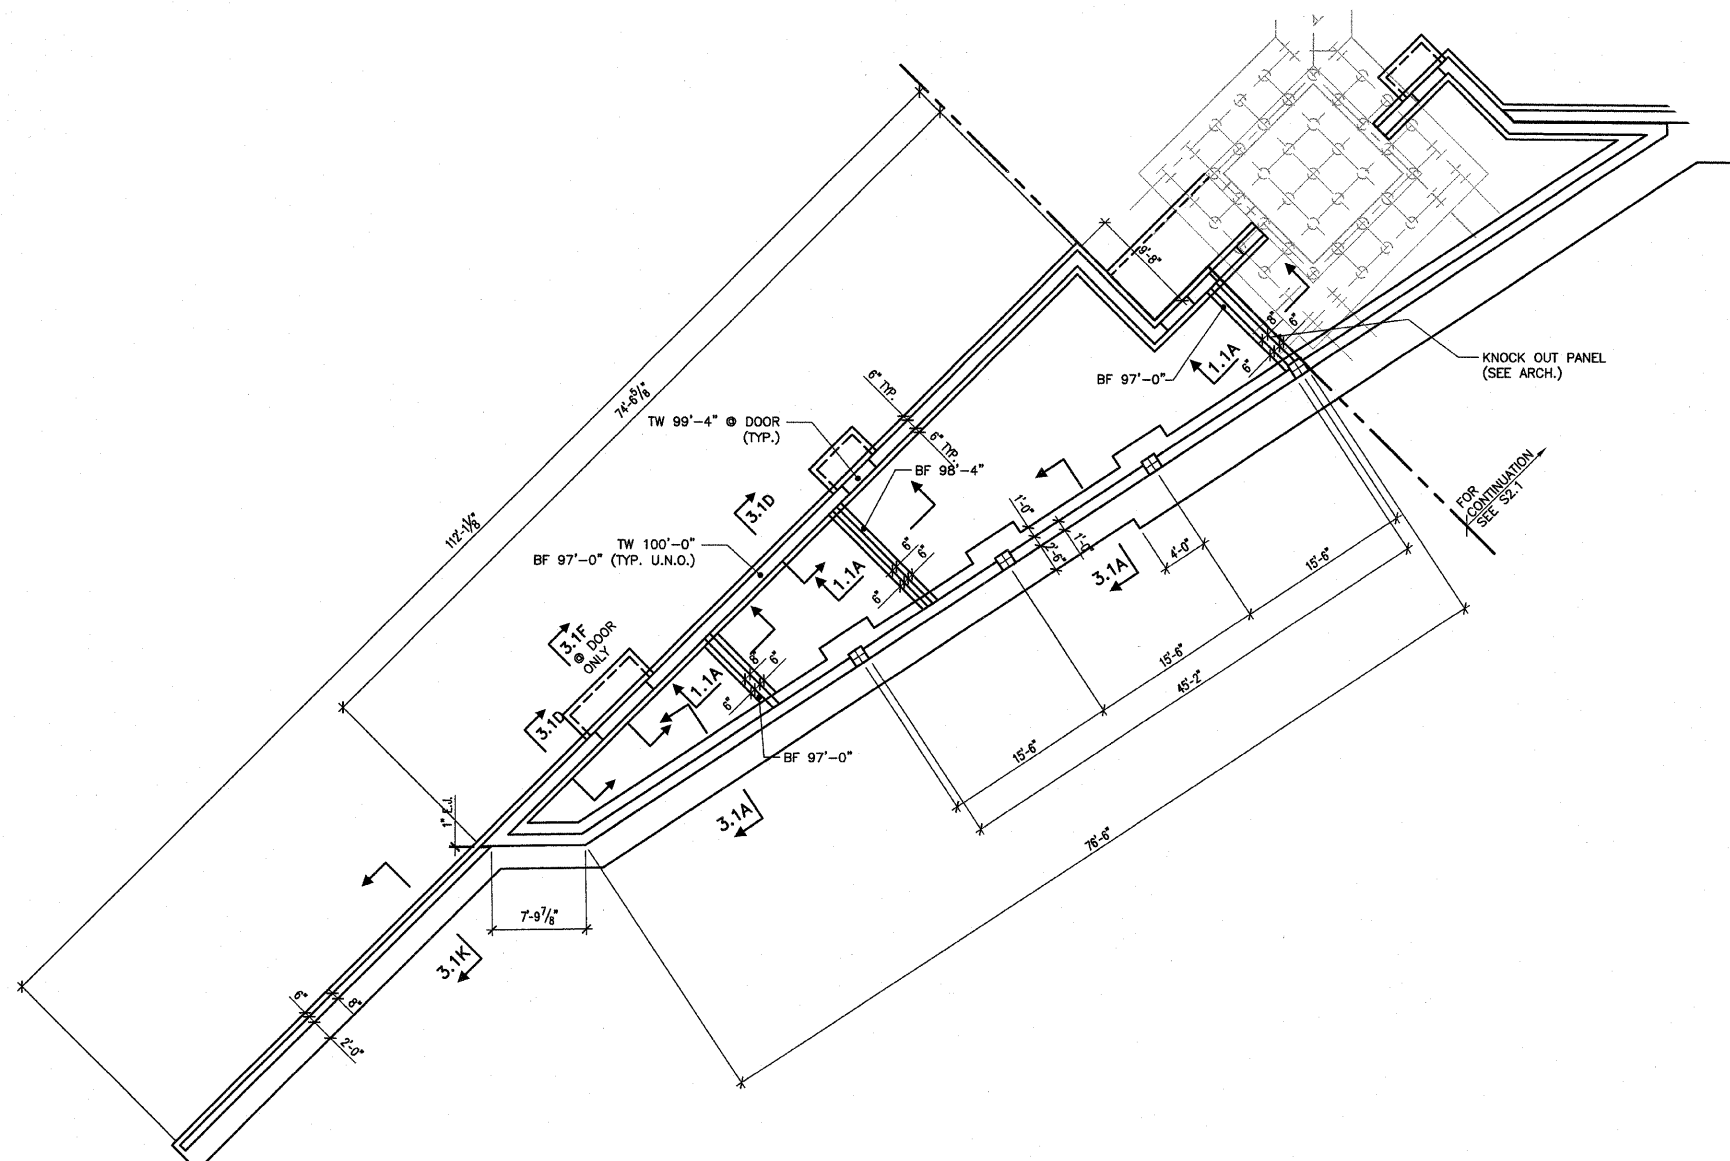 9'-8"
8"
6"
6"
1.1A
BF 97'-0"
KNOCK OUT PANEL
(SEE ARCH.)
74'-6 5/8"
6" TYP.
TW 99'-4" @ DOOR
(TYP.)
6" TYP.
BF 98'-4"
FOR
CONTINUATION
SEE S2.1
3.1D
112'-1 1/8"
TW 100'-0"
BF 97'-0" (TYP. U.N.O.)
1'-0"
1'-0"
2'-6"
4'-0"
15'-6"
3.1A
6"
6"
6"
1.1A
3.1F
@ DOOR
ONLY
8"
6"
6"
1.1A
15'-6"
45'-2"
3.1D
BF 97'-0"
15'-6"
1" E.J.
3.1A
76'-6"
7'-9 7/8"
3.1K
6"
8"
2'-0"